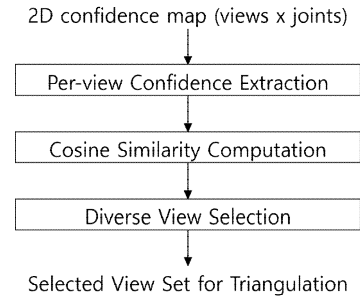 2D confidence map (views x joints)
Per-view Confidence Extraction
Cosine Similarity Computation
Diverse View Selection
Selected View Set for Triangulation